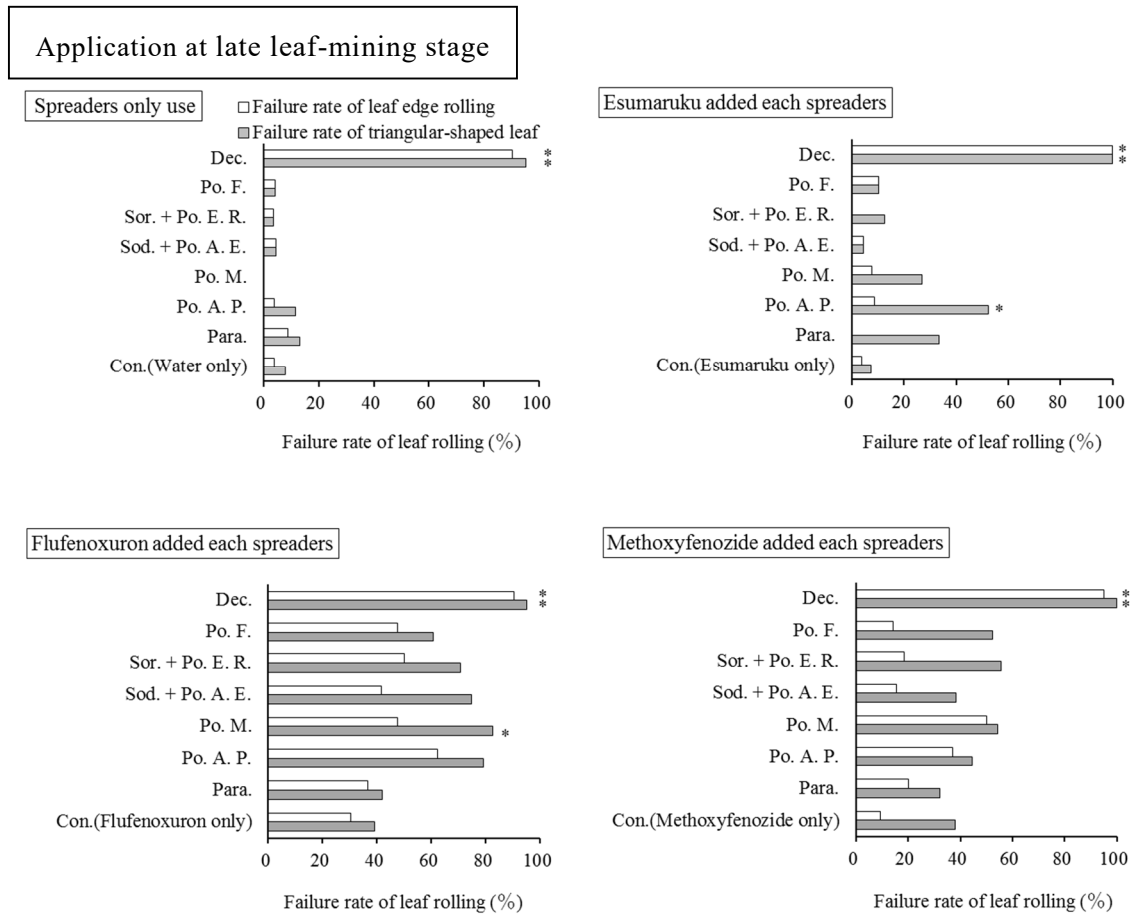 Application at late leaf-mining stage
Spreaders only use
Failure rate of leaf edge rolling
Failure rate of triangular-shaped leaf
Dec.
*
*
Po. F.
Sor. + Po. E. R.
Sod. + Po. A. E.
Po. M.
Po. A. P.
Para.
Con.(Water only)
0 20 40 60 80 100
Failure rate of leaf rolling (%)
Esumaruku added each spreaders
Dec.
*
*
Po. F.
Sor. + Po. E. R.
Sod. + Po. A. E.
Po. M.
Po. A. P. *
Para.
Con.(Esumaruku only)
0 20 40 60 80 100
Failure rate of leaf rolling (%)
Flufenoxuron added each spreaders
Dec.
*
*
Po. F.
Sor. + Po. E. R.
Sod. + Po. A. E.
Po. M. *
Po. A. P.
Para.
Con.(Flufenoxuron only)
0 20 40 60 80 100
Failure rate of leaf rolling (%)
Methoxyfenozide added each spreaders
Dec.
*
*
Po. F.
Sor. + Po. E. R.
Sod. + Po. A. E.
Po. M.
Po. A. P.
Para.
Con.(Methoxyfenozide only)
0 20 40 60 80 100
Failure rate of leaf rolling (%)